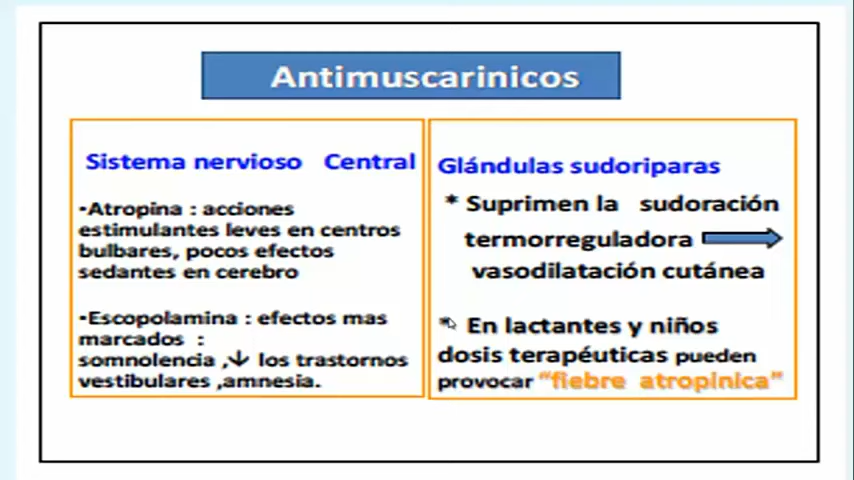 Antimuscarinicos
Sistema nervioso Central
•Atropina : acciones
estimulantes leves en centros
bulbares, pocos efectos
sedantes en cerebro
•Escopolamina : efectos mas
marcados :
somnolencia ,↓ los trastornos
vestibulares ,amnesia.
Glándulas sudoriparas
* Suprimen la sudoración
termorreguladora
vasodilatación cutánea
* En lactantes y niños
dosis terapéuticas pueden
provocar “fiebre atropinica”